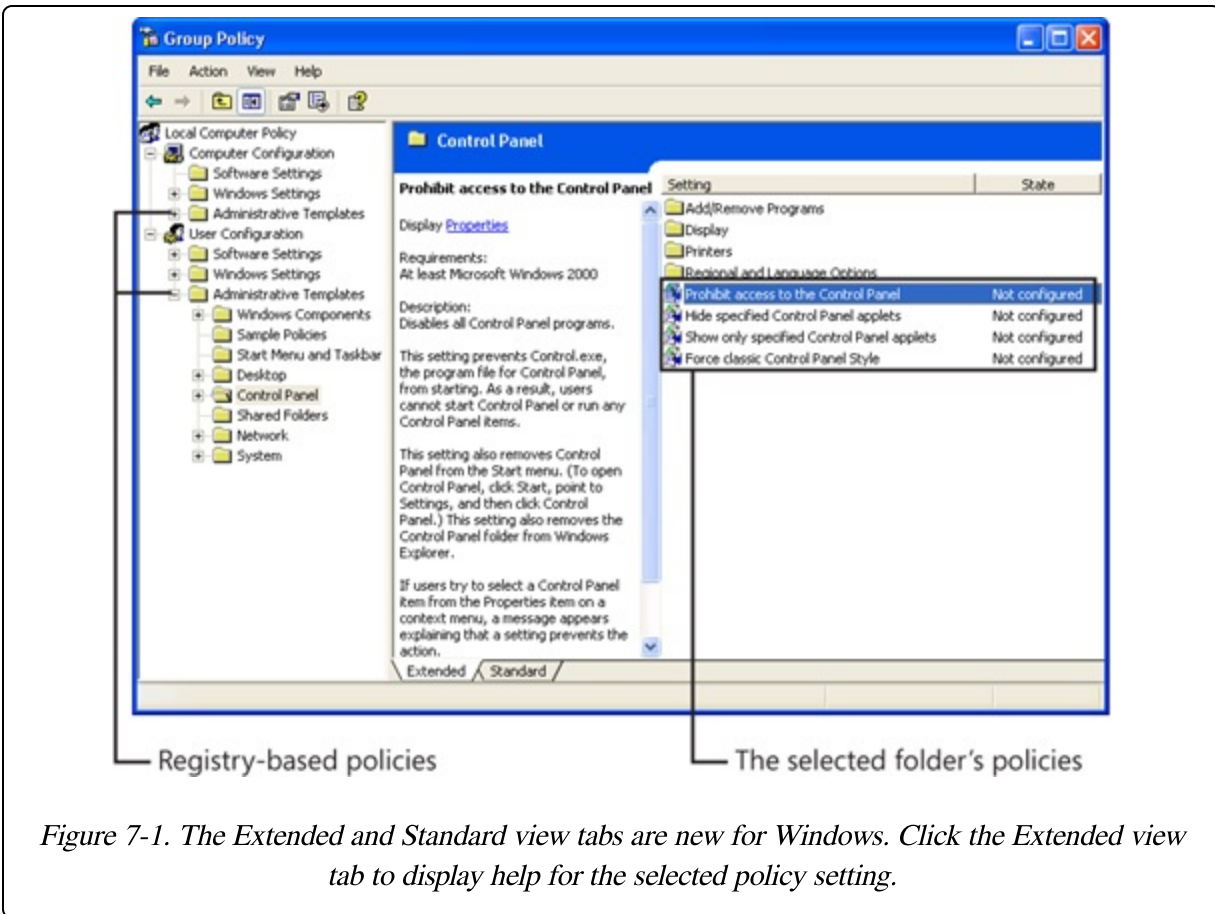 Group Policy
File Action View Help
Local Computer Policy
Computer Configuration
Software Settings
Windows Settings
Administrative Templates
User Configuration
Software Settings
Windows Settings
Administrative Templates
Windows Components
Sample Policies
Start Menu and Taskbar
Desktop
Control Panel
Shared Folders
Network
System
Control Panel
Prohibit access to the Control Panel
Display Properties
Requirements:
At least Microsoft Windows 2000
Description:
Disables all Control Panel programs.
This setting prevents Control.exe,
the program file for Control Panel,
from starting. As a result, users
cannot start Control Panel or run any
Control Panel items.
This setting also removes Control
Panel from the Start menu. (To open
Control Panel, click Start, point to
Settings, and then click Control
Panel.) This setting also removes the
Control Panel folder from Windows
Explorer.
If users try to select a Control Panel
item from the Properties item on a
context menu, a message appears
explaining that a setting prevents the
action.
Setting State
Add/Remove Programs
Display
Printers
Regional and Language Options
Prohibit access to the Control Panel Not configured
Hide specified Control Panel applets Not configured
Show only specified Control Panel applets Not configured
Force classic Control Panel Style Not configured
Extended Standard
Registry-based policies
The selected folder's policies
Figure 7-1. The Extended and Standard view tabs are new for Windows. Click the Extended view
tab to display help for the selected policy setting.